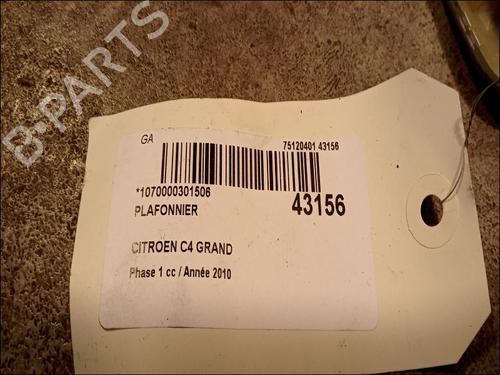 B-PARTS
GA
75120401 43156
*1070000301506
43156
PLAFONNIER
CITROEN C4 GRAND
Phase 1 cc / Année 2010